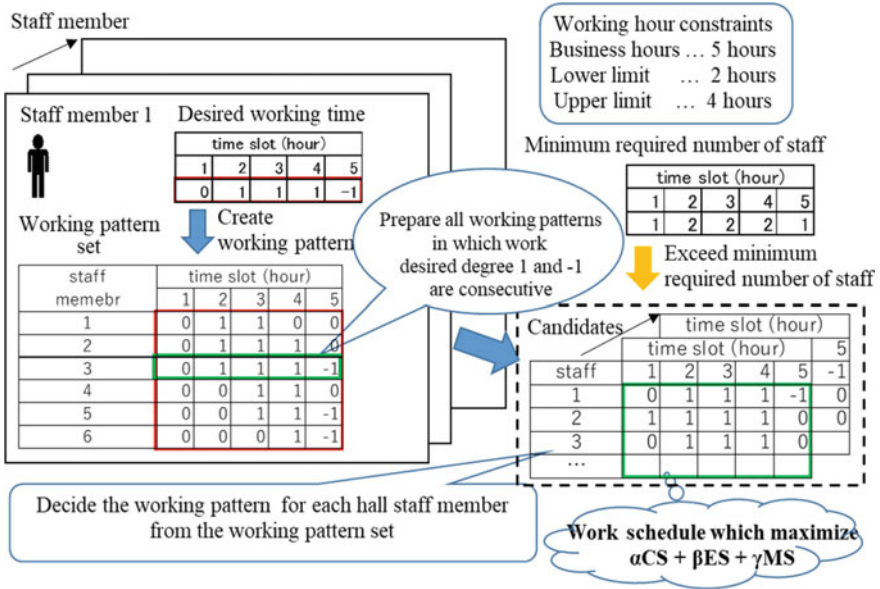 Staff member
Staff member 1
Desired working time
time slot (hour)
1 2 3 4 5
0 1 1 1 -1
Create
working pattern
Working pattern
set
staff
memebr
time slot (hour)
1 2 3 4 5
1 0 1 1 0 0
2 0 1 1 1 0
3 0 1 1 1 -1
4 0 0 1 1 0
5 0 0 1 1 -1
6 0 0 0 1 -1
Prepare all working patterns
in which work
desired degree 1 and -1
are consecutive
Working hour constraints
Business hours … 5 hours
Lower limit … 2 hours
Upper limit … 4 hours
Minimum required number of staff
time slot (hour)
1 2 3 4 5
1 2 2 2 1
Exceed minimum
required number of staff
Candidates
time slot (hour)
time slot (hour) 5
staff 1 2 3 4 5 -1
1 0 1 1 1 -1 0
2 1 1 1 1 0 0
3 0 1 1 1 0
…
Decide the working pattern for each hall staff member
from the working pattern set
Work schedule which maximize
αCS + βES + γMS